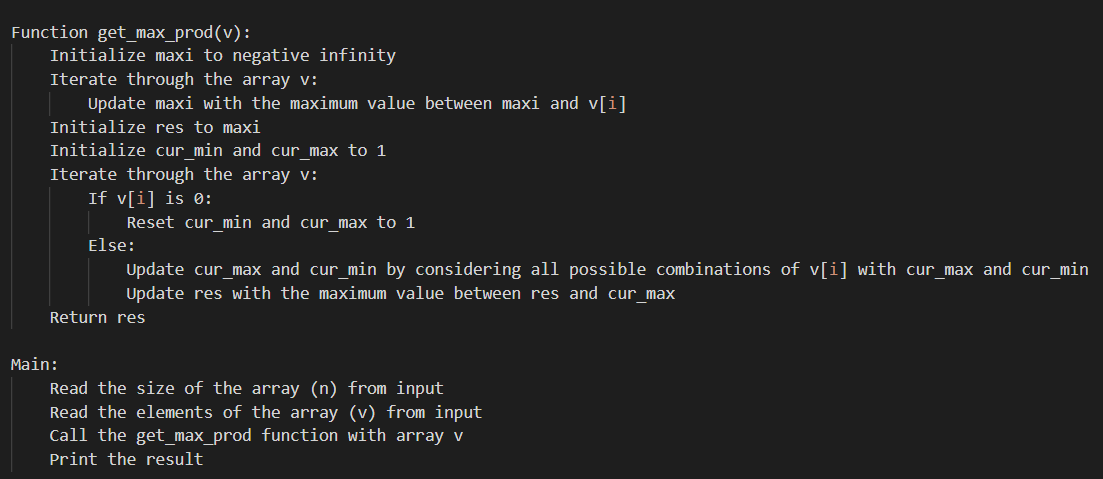 Function get_max_prod(v):
Initialize maxi to negative infinity
Iterate through the array v:
Update maxi with the maximum value between maxi and v[i]
Initialize res to maxi
Initialize cur_min and cur_max to 1
Iterate through the array v:
If v[i] is 0:
Reset cur_min and cur_max to 1
Else:
Update cur_max and cur_min by considering all possible combinations of v[i] with cur_max and cur_min
Update res with the maximum value between res and cur_max
Return res
Main:
Read the size of the array (n) from input
Read the elements of the array (v) from input
Call the get_max_prod function with array v
Print the result